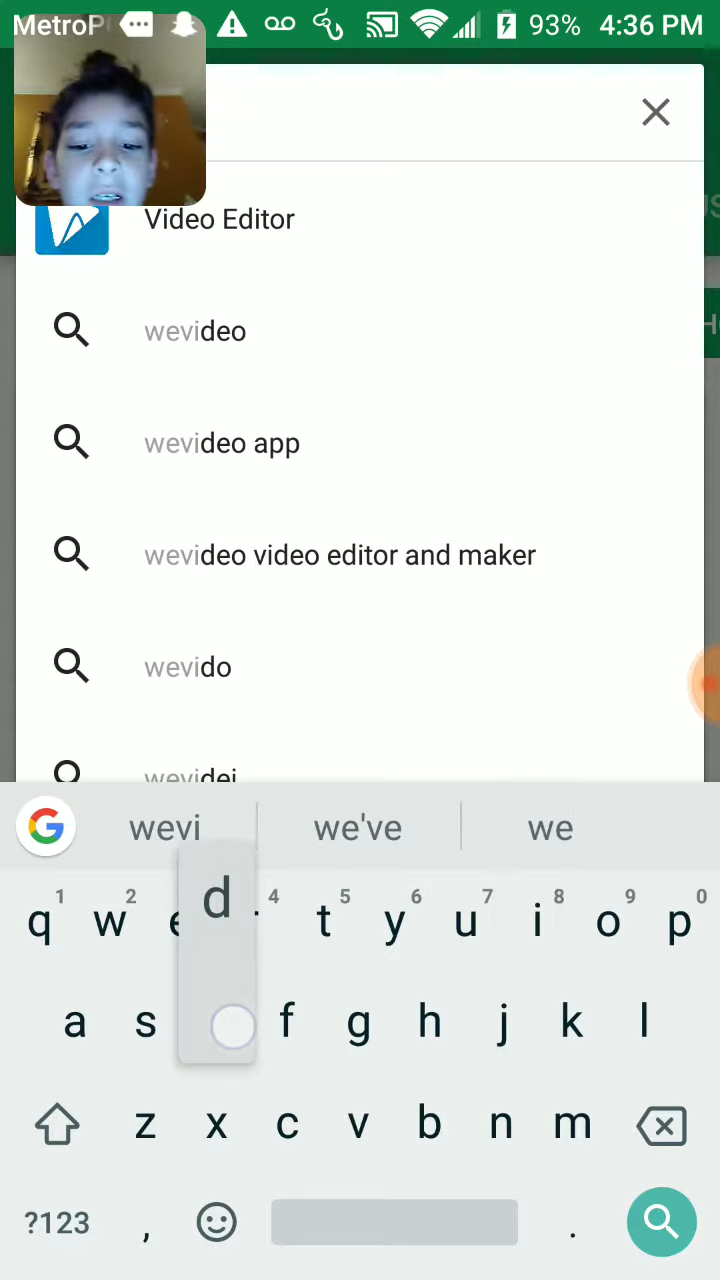 MetroP 93% 4:36 PM
Video Editor
wevideo
wevideo app
wevideo video editor and maker
wevido
wevidei
G wevi we've we
d
1 2 4 5 6 7 8 9 0
q w e t y u i o p
a s f g h j k l
z x c v b n m
?123 , .